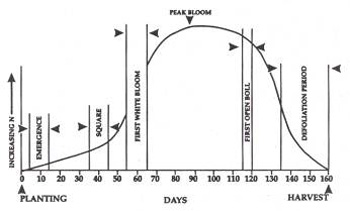 PEAK BLOOM
INCREASING N
EMERGENCE
SQUARE
FIRST WHITE BLOOM
FIRST OPEN BOLL
DEFOLIATION PERIOD
0 10 20 30 40 50 60 70 80 90 100 110 120 130 140 150 160
PLANTING
DAYS
HARVEST